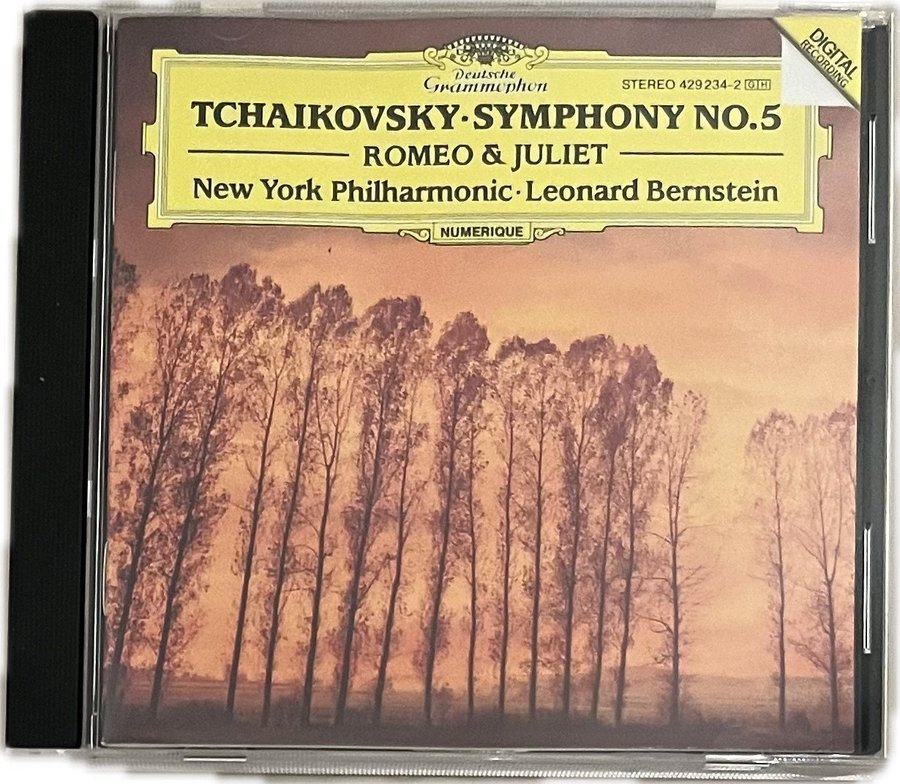 DIGITAL
RECORDING
Deutsche
Grammophon
STEREO 429 234-2 GH
TCHAIKOVSKY·SYMPHONY NO.5
ROMEO & JULIET
New York Philharmonic·Leonard Bernstein
NUMERIQUE